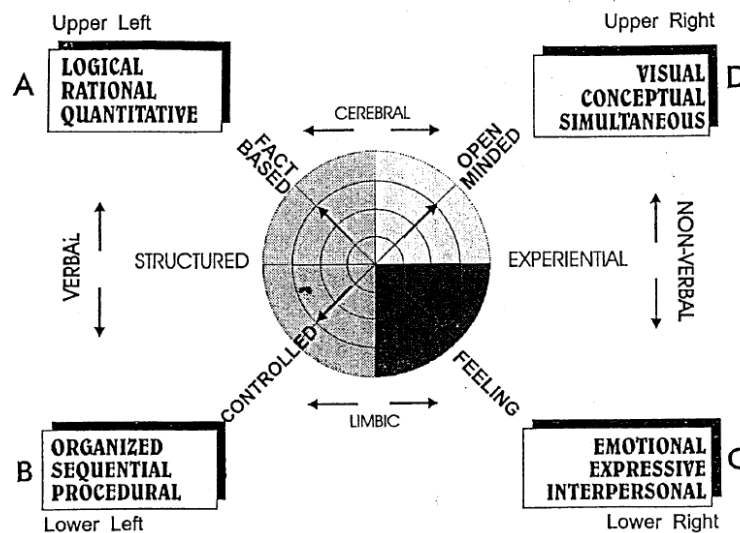 Upper Left
Upper Right
A
LOGICAL
RATIONAL
QUANTITATIVE
VISUAL
CONCEPTUAL
SIMULTANEOUS
D
CEREBRAL
FACT
BASED
OPEN
MINDED
VERBAL
STRUCTURED
EXPERIENTIAL
NON-VERBAL
CONTROLLED
FEELING
LIMBIC
B
ORGANIZED
SEQUENTIAL
PROCEDURAL
EMOTIONAL
EXPRESSIVE
INTERPERSONAL
C
Lower Left
Lower Right